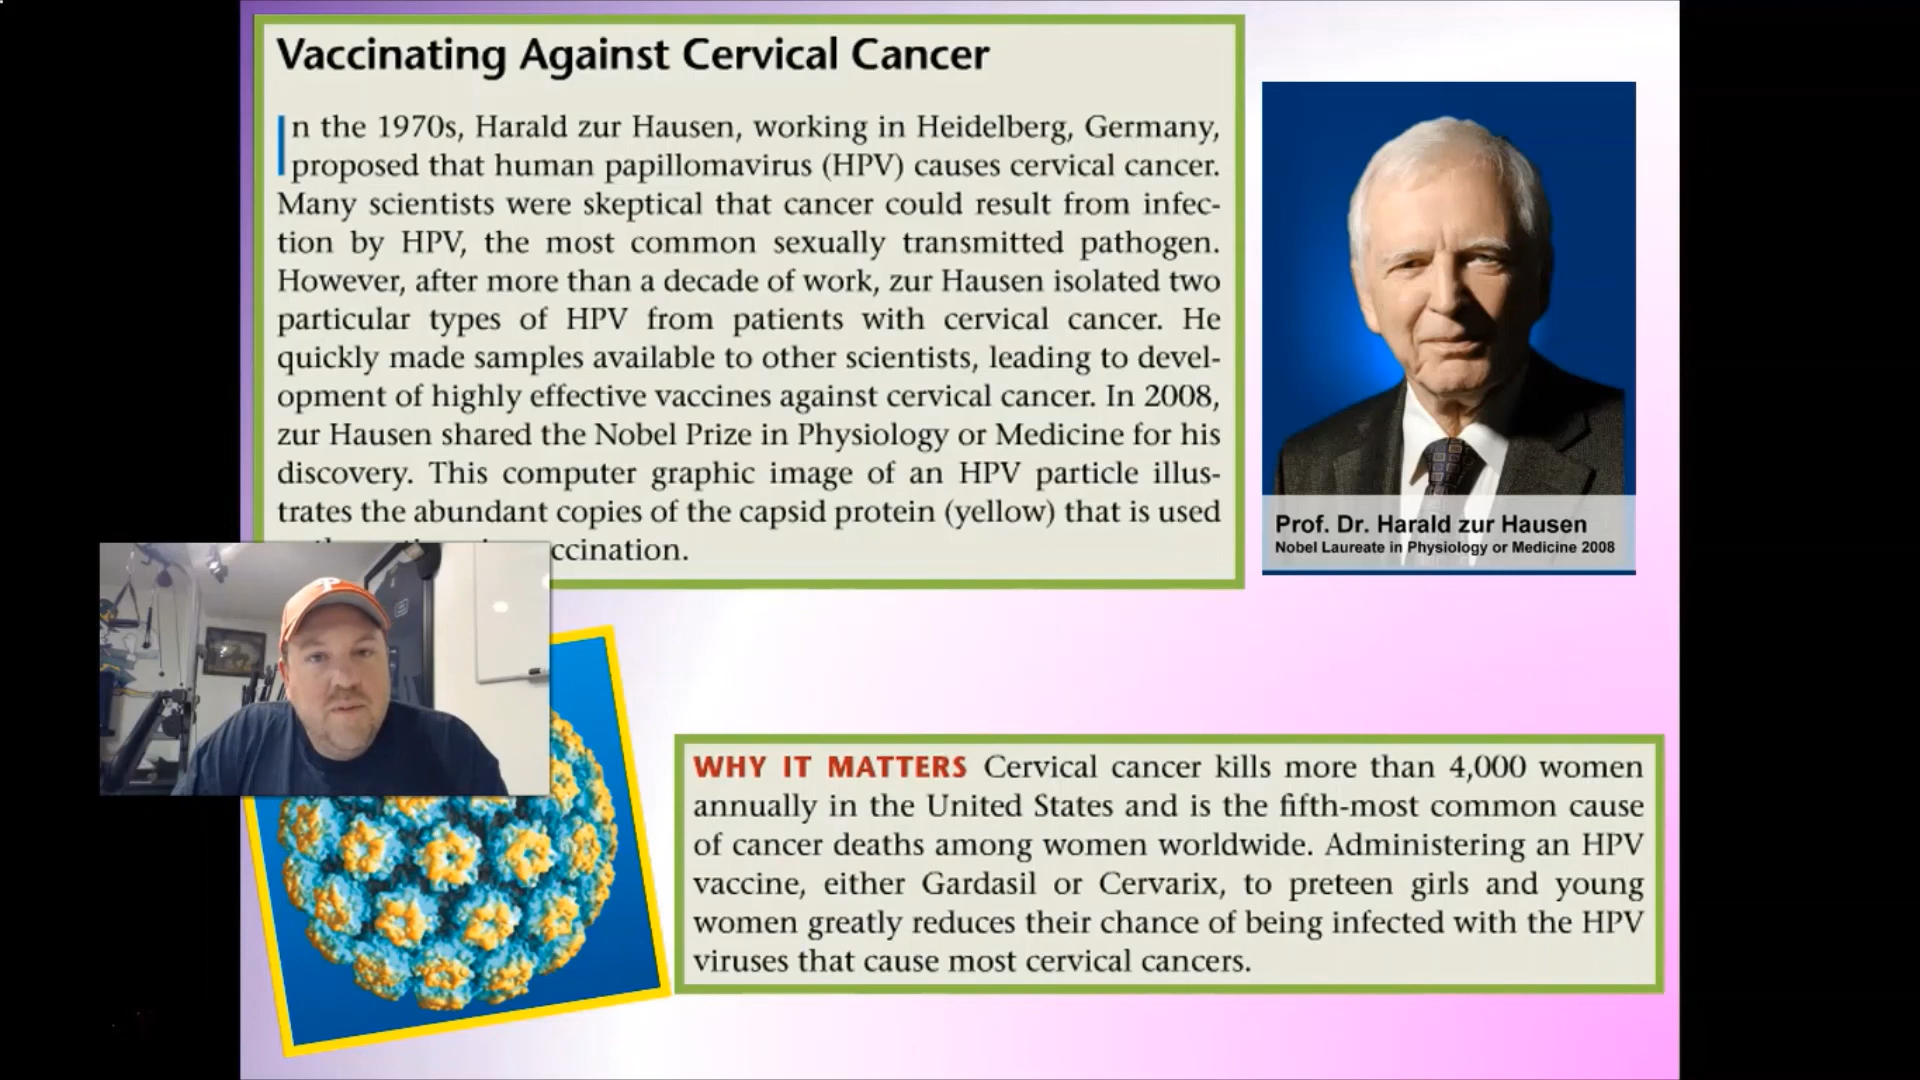 Vaccinating Against Cervical Cancer
In the 1970s, Harald zur Hausen, working in Heidelberg, Germany,
proposed that human papillomavirus (HPV) causes cervical cancer.
Many scientists were skeptical that cancer could result from infec-
tion by HPV, the most common sexually transmitted pathogen.
However, after more than a decade of work, zur Hausen isolated two
particular types of HPV from patients with cervical cancer. He
quickly made samples available to other scientists, leading to devel-
opment of highly effective vaccines against cervical cancer. In 2008,
zur Hausen shared the Nobel Prize in Physiology or Medicine for his
discovery. This computer graphic image of an HPV particle illus-
trates the abundant copies of the capsid protein (yellow) that is used
ccination.
Prof. Dr. Harald zur Hausen
Nobel Laureate in Physiology or Medicine 2008
P
WHY IT MATTERS Cervical cancer kills more than 4,000 women
annually in the United States and is the fifth-most common cause
of cancer deaths among women worldwide. Administering an HPV
vaccine, either Gardasil or Cervarix, to preteen girls and young
women greatly reduces their chance of being infected with the HPV
viruses that cause most cervical cancers.